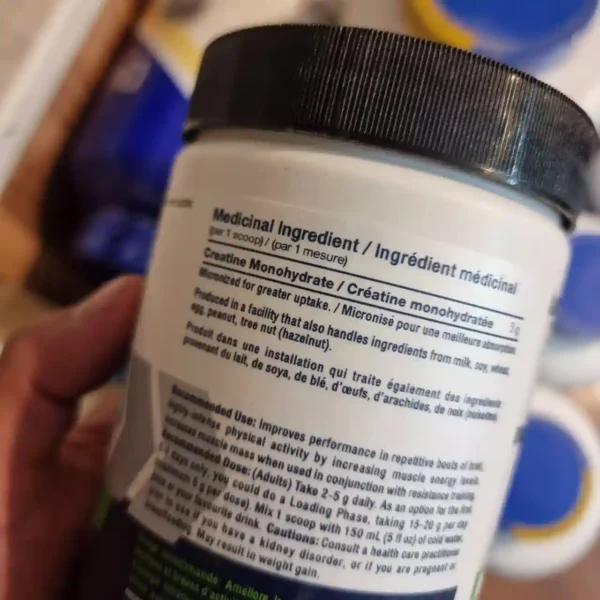 Medicinal Ingredient / Ingrédient médicinal
(per 1 scoop) / (par 1 mesure)
Creatine Monohydrate / Créatine monohydratée 5 g
Micronized for greater uptake. / Micronisé pour une meilleure absorption.
Produced in a facility that also handles ingredients from milk, soy, wheat,
egg, peanut, tree nut (hazelnut).
Produit dans une installation qui traite également des ingrédients
provenant du lait, de soya, de blé, d'œufs, d'arachides, de noix (noisettes).
Recommended Use: Improves performance in repetitive bouts of brief,
highly-intense physical activity by increasing muscle energy levels.
Increases muscle mass when used in conjunction with resistance training.
Recommended Dose: (Adults) Take 2-5 g daily. As an option for the first
days only, you could do a Loading Phase, taking 15-20 g per day
5 g per dose). Mix 1 scoop with 150 mL (5 fl oz) of cold water,
or your favourite drink. Cautions: Consult a health care practitioner
prior to use if you have a kidney disorder, or if you are pregnant or
breastfeeding. May result in weight gain.
Améliore